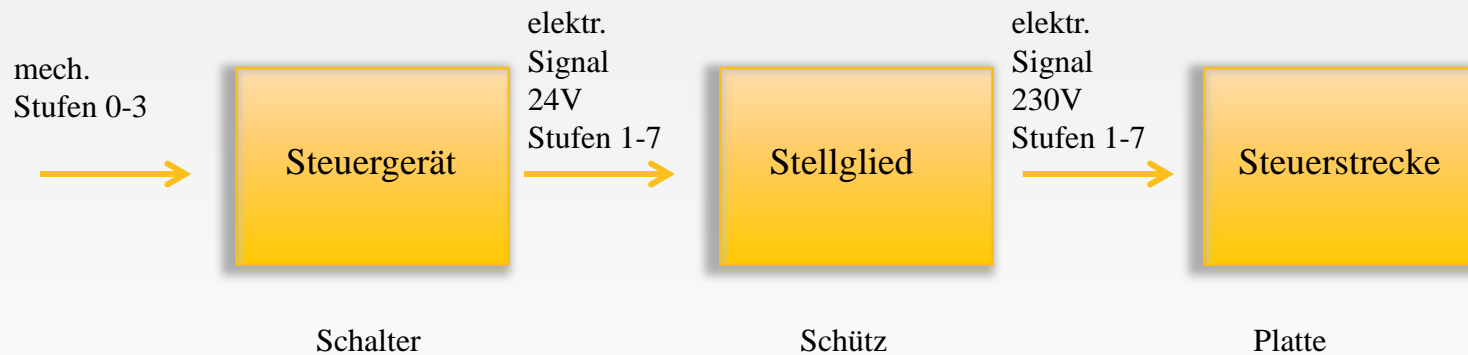 mech.
Stufen 0-3
Steuergerät
Schalter
elektr.
Signal
24V
Stufen 1-7
Stellglied
Schütz
elektr.
Signal
230V
Stufen 1-7
Steuerstrecke
Platte